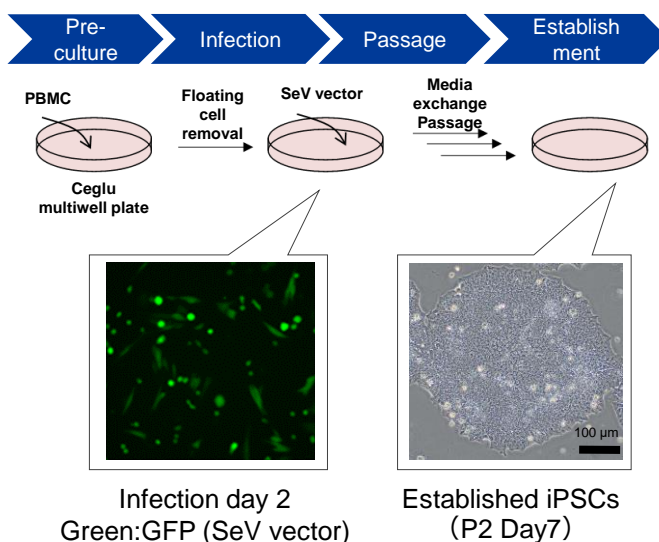 Pre-
culture
Infection
Passage
Establish
ment
PBMC
Floating
cell
removal
SeV vector
Media
exchange
Passage
Ceglu
multiwell plate
100 μm
Infection day 2
Green:GFP (SeV vector)
Established iPSCs
（P2 Day7）